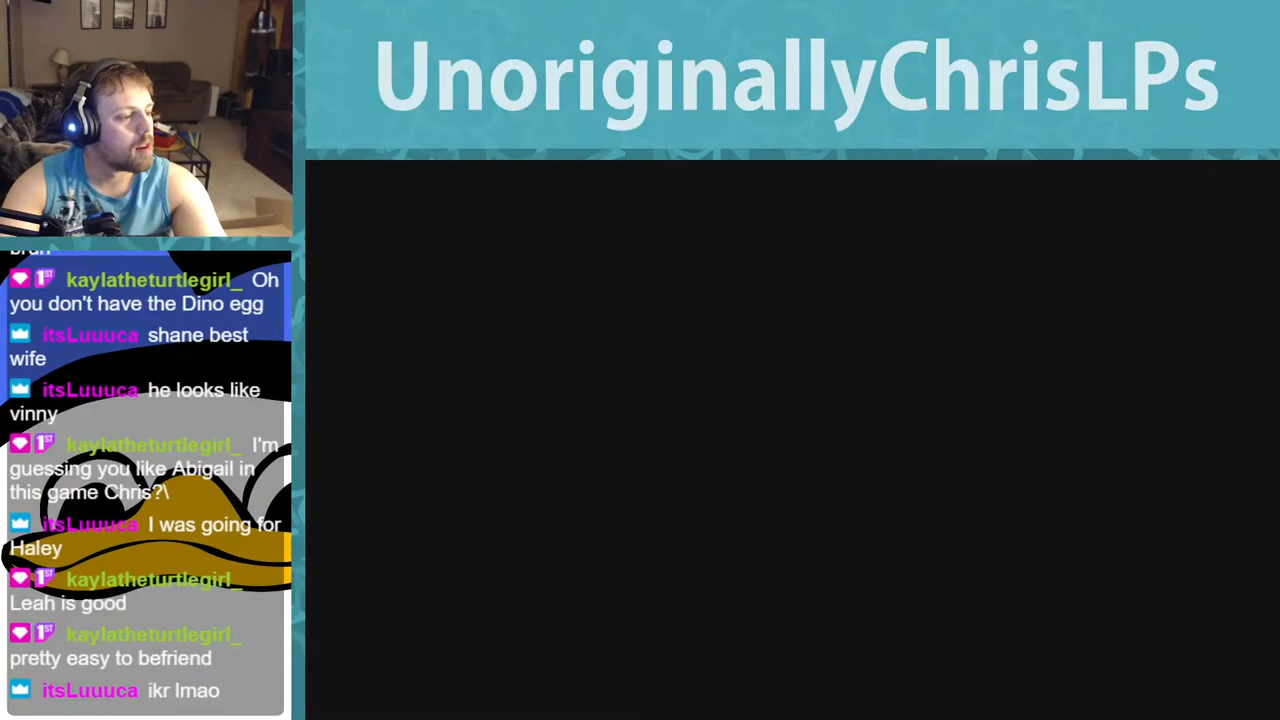 UnoriginallyChrisLPs
kaylatheturtlegirl_ Oh
you don't have the Dino egg
itsLuuuca shane best
wife
itsLuuuca he looks like
vinny
kaylatheturtlegirl_ I'm
guessing you like Abigail in
this game Chris?\
itsLuuuca I was going for
Haley
kaylatheturtlegirl_
Leah is good
kaylatheturtlegirl_
pretty easy to befriend
itsLuuuca ikr lmao